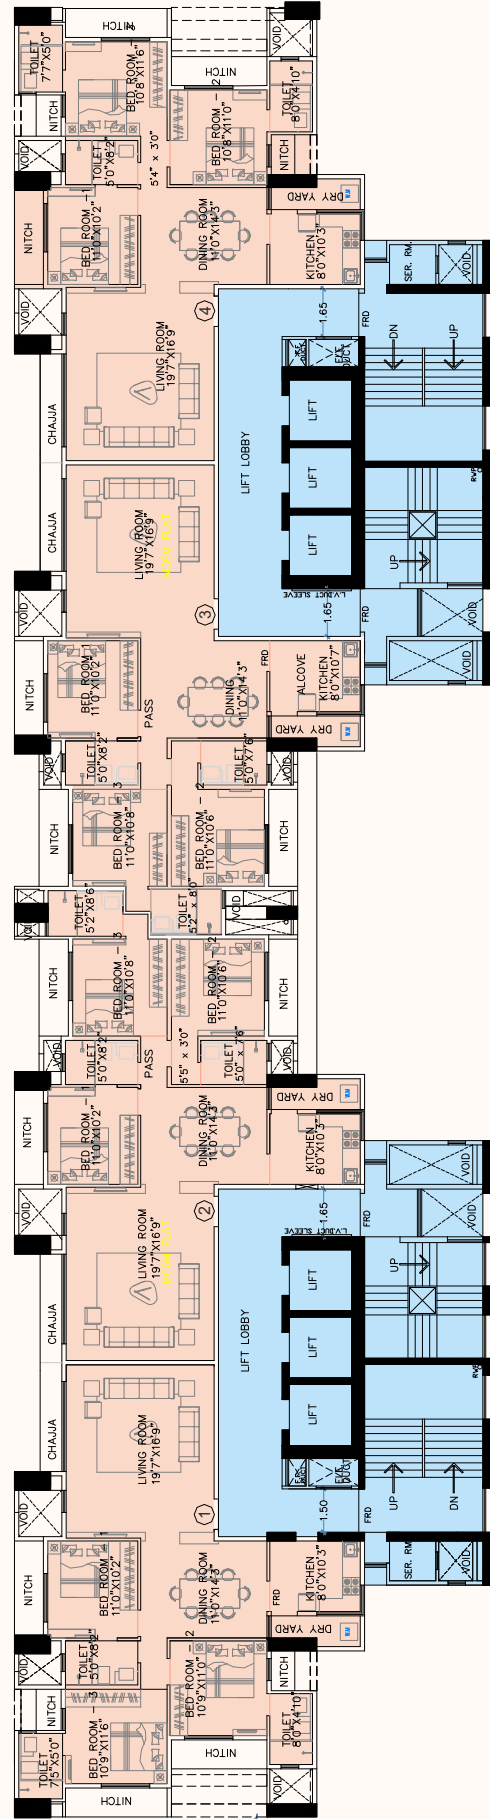 NITCH
VOID
TOILET
7'7"X5'0"
BED ROOM
10'8"X11'6"
NITCH
2
TOILET
8'0"X4'10"
NITCH
BED ROOM
10'8"X11'0"
VOID
TOILET
5'0"X8'2"
5'4" x 3'0"
NITCH
NITCH
BED ROOM
11'0"X10'2"
DINING ROOM
11'0"X14'3"
DRY YARD
KITCHEN
8'0"X10'3"
SER. RM.
VOID
VOID
4
1.65
FRD
DN
UP
CHAJJA
LIVING ROOM
19'7"X16'9"
LIFT
LIFT LOBBY
LIFT
CHAJJA
LIVING ROOM
19'7"X16'9"
LIFT
UP
VOID
3
L.V.DUCT SLEEVE
1.65
FRD
VOID
NITCH
BED ROOM
11'0"X10'2"
PASS
DINING
11'0"X14'3"
FRD
ALCOVE
KITCHEN
8'0"X10'7"
VOID
DRY YARD
VOID
TOILET
5'0"X8'2"
TOILET
5'0"X7'6"
VOID
NITCH
3
BED ROOM
11'0"X10'8"
2
BED ROOM
11'0"X10'6"
NITCH
TOILET
5'2"X8'6"
TOILET
5'2" x 8'0"
VOID
3
BED ROOM
11'0"X10'8"
2
BED ROOM
11'0"X10'6"
NITCH
NITCH
VOID
TOILET
5'0"X8'2"
PASS
5'5" x 3'0"
TOILET
5'0" x 7'6"
VOID
NITCH
1
BED ROOM
11'0"X10'2"
DINING ROOM
11'0"X14'3"
DRY YARD
KITCHEN
8'0"X10'3"
VOID
VOID
2
1.65
FRD
VOID
L.V.DUCT SLEEVE
CHAJJA
LIVING ROOM
19'7"X16'9"
LIFT
UP
LIFT LOBBY
LIFT
CHAJJA
LIVING ROOM
19'7"X16'9"
LIFT
VOID
1
1.50
FRD
UP
DN
NITCH
1
BED ROOM
11'0"X10'2"
DINING ROOM
11'0"X14'3"
FRD
KITCHEN
8'0"X10'3"
SER. RM.
VOID
DRY YARD
VOID
TOILET
5'0"X8'2"
2
BED ROOM
10'9"X11'0"
NITCH
NITCH
3
BED ROOM
10'9"X11'6"
TOILET
8'0"X4'10"
TOILET
7'5"X5'0"
NITCH
VOID
NITCH